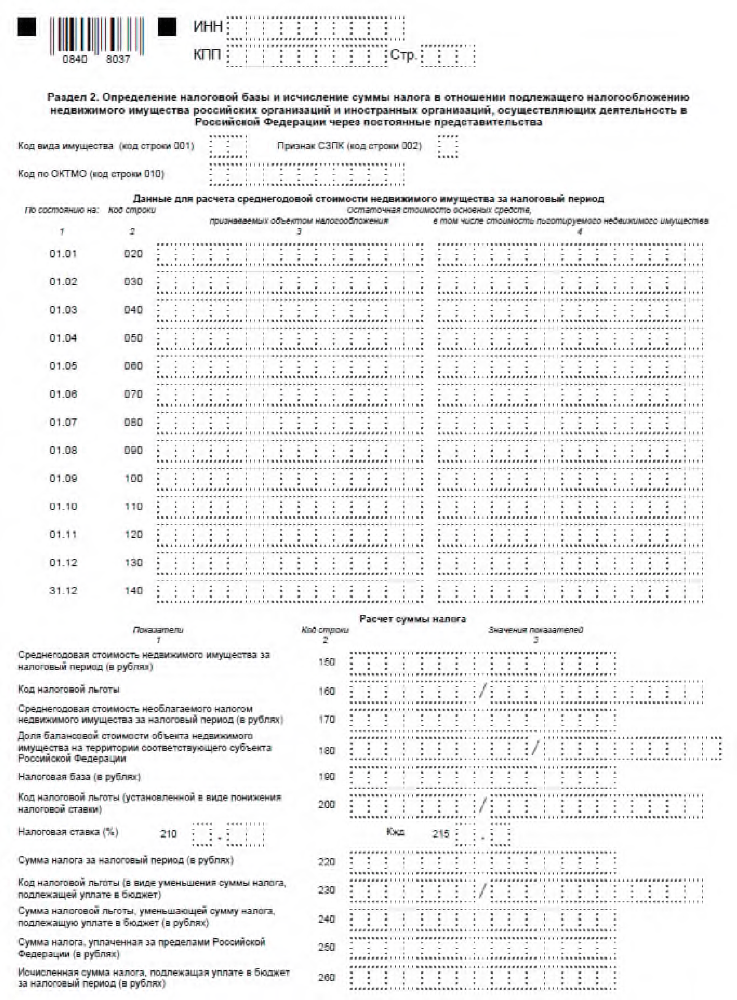 ИНН
0840 8037
КПП Стр.
Раздел 2. Определение налоговой базы и исчисление суммы налога в отношении подлежащего налогообложению
недвижимого имущества российских организаций и иностранных организаций, осуществляющих деятельность в
Российской Федерации через постоянные представительства
Код вида имущества (код строки 001) Признак СЗПК (код строки 002)
Код по ОКТМО (код строки 010)
Данные для расчета среднегодовой стоимости недвижимого имущества за налоговый период
По состоянию на: Код строки Остаточная стоимость основных средств,
признаваемых объектом налогообложения в том числе стоимость льготируемого недвижимого имущества
1 2 3 4
01.01 020
01.02 030
01.03 040
01.04 050
01.05 060
01.06 070
01.07 080
01.08 090
01.09 100
01.10 110
01.11 120
01.12 130
31.12 140
Расчет суммы налога
Показатели Код строки Значения показателей
1 2 3
Среднегодовая стоимость недвижимого имущества за
налоговый период (в рублях) 150
Код налоговой льготы 160 /
Среднегодовая стоимость необлагаемого налогом
недвижимого имущества за налоговый период (в рублях) 170
Доля балансовой стоимости объекта недвижимого
имущества на территории соответствующего субъекта 180 /
Российской Федерации
Налоговая база (в рублях) 190
Код налоговой льготы (установленной в виде понижения
налоговой ставки) 200 /
Налоговая ставка (%) 210 . Кжд 215 .
Сумма налога за налоговый период (в рублях) 220
Код налоговой льготы (в виде уменьшения суммы налога,
подлежащей уплате в бюджет) 230 /
Сумма налоговой льготы, уменьшающей сумму налога,
подлежащую уплате в бюджет (в рублях) 240
Сумма налога, уплаченная за пределами Российской
Федерации (в рублях) 250
Исчисленная сумма налога, подлежащая уплате в бюджет
за налоговый период (в рублях) 260